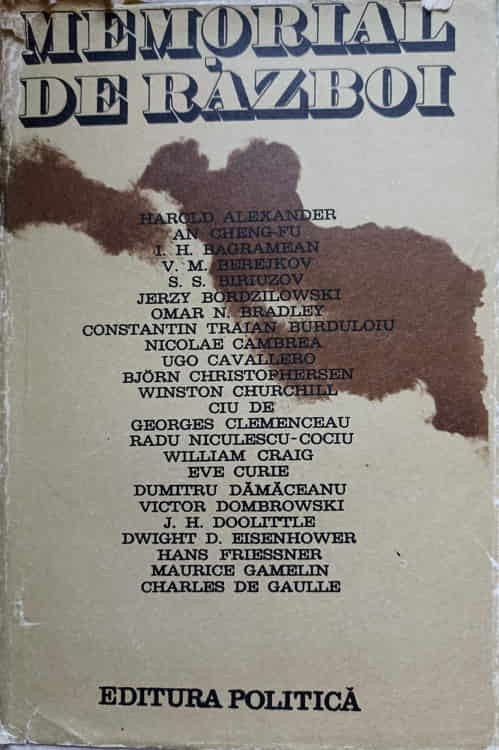 MEMORIAL
DE RĂZBOI
HAROLD ALEXANDER
AN CHENG-FU
I. H. BAGRAMEAN
V. M. BEREJKOV
S. S. BIRIUZOV
JERZY BORDZILOWSKI
OMAR N. BRADLEY
CONSTANTIN TRAIAN BURDULOIU
NICOLAE CAMBREA
UGO CAVALLERO
BJÖRN CHRISTOPHERSEN
WINSTON CHURCHILL
CIU DE
GEORGES CLEMENCEAU
RADU NICULESCU-COCIU
WILLIAM CRAIG
EVE CURIE
DUMITRU DĂMĂCEANU
VICTOR DOMBROWSKI
J. H. DOOLITTLE
DWIGHT D. EISENHOWER
HANS FRIESSNER
MAURICE GAMELIN
CHARLES DE GAULLE
EDITURA POLITICĂ